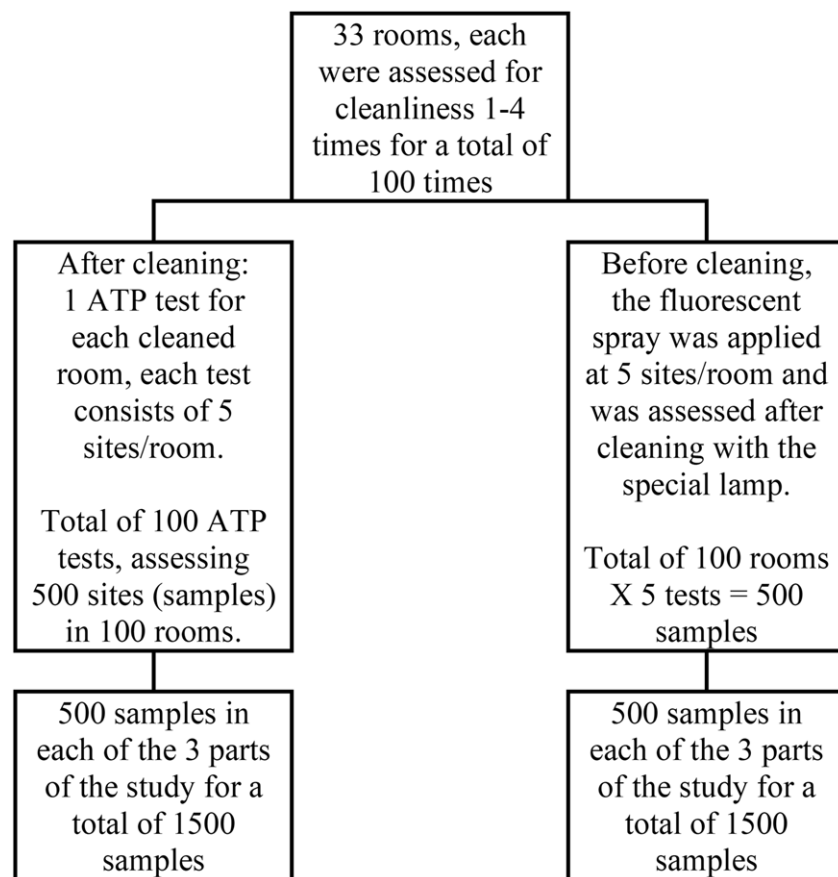 33 rooms, each
were assessed for
cleanliness 1-4
times for a total of
100 times
After cleaning:
1 ATP test for
each cleaned
room, each test
consists of 5
sites/room.
Total of 100 ATP
tests, assessing
500 sites (samples)
in 100 rooms.
Before cleaning,
the fluorescent
spray was applied
at 5 sites/room and
was assessed after
cleaning with the
special lamp.
Total of 100 rooms
X 5 tests = 500
samples
500 samples in
each of the 3 parts
of the study for a
total of 1500
samples
500 samples in
each of the 3 parts
of the study for a
total of 1500
samples